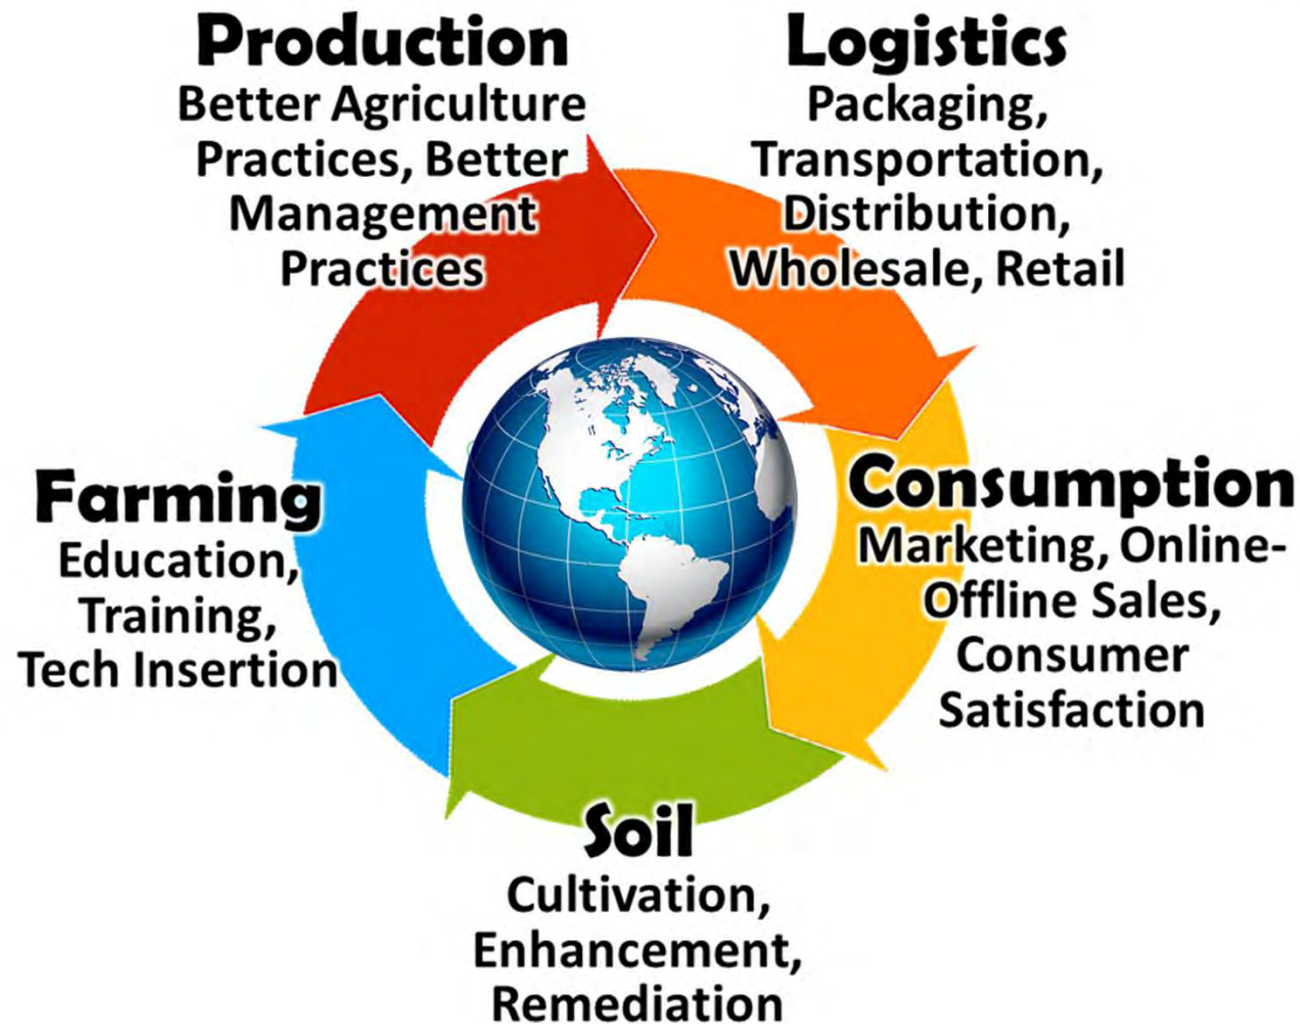 Production
Better Agriculture
Practices, Better
Management
Practices
Logistics
Packaging,
Transportation,
Distribution,
Wholesale, Retail
Consumption
Marketing, Online-
Offline Sales,
Consumer
Satisfaction
Soil
Cultivation,
Enhancement,
Remediation
Farming
Education,
Training,
Tech Insertion